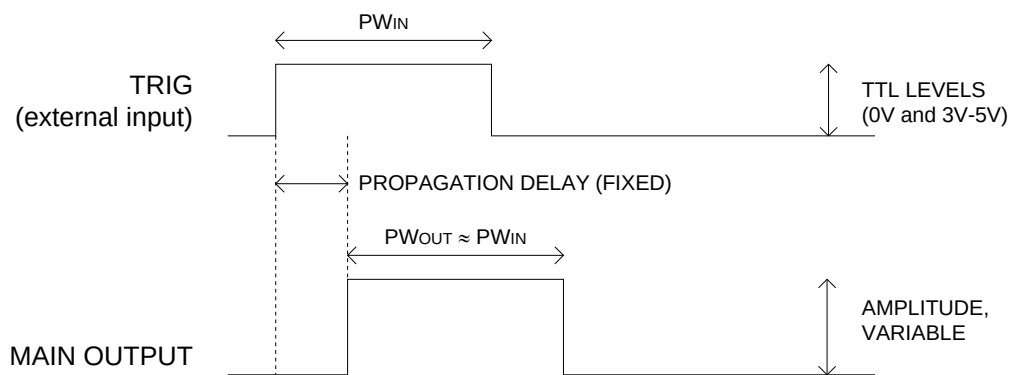 PWIN
TRIG
(external input)
TTL LEVELS
(0V and 3V-5V)
PROPAGATION DELAY (FIXED)
PWOUT ≈ PWIN
AMPLITUDE,
VARIABLE
MAIN OUTPUT